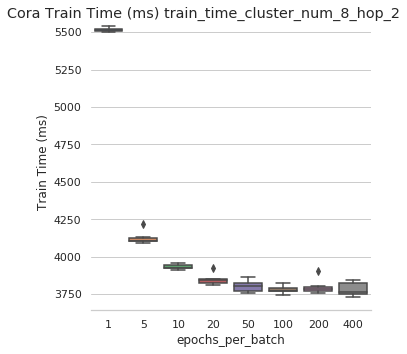 Cora Train Time (ms) train_time_cluster_num_8_hop_2
5500
5250
5000
4750
4500
4250
4000
3750
Train Time (ms)
1 5 10 20 50 100 200 400
epochs_per_batch